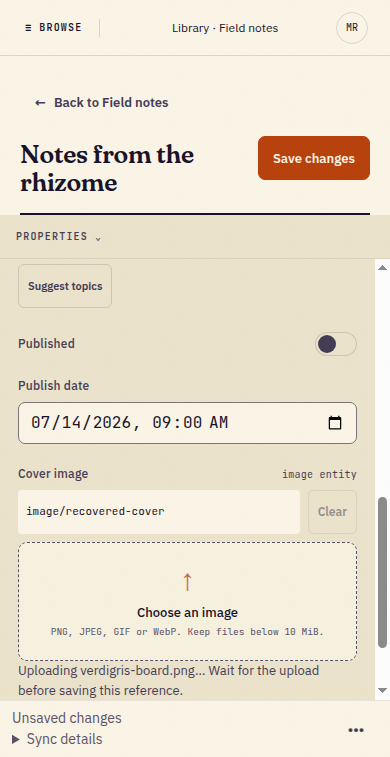 ≡ BROWSE
Library · Field notes
MR
← Back to Field notes
Notes from the
rhizome
Save changes
PROPERTIES
Suggest topics
Published
Publish date
07/14/2026, 09:00 AM
Cover image
image entity
image/recovered-cover
Clear
↑
Choose an image
PNG, JPEG, GIF or WebP. Keep files below 10 MiB.
Uploading verdigris-board.png... Wait for the upload
before saving this reference.
Unsaved changes
▶ Sync details
•••